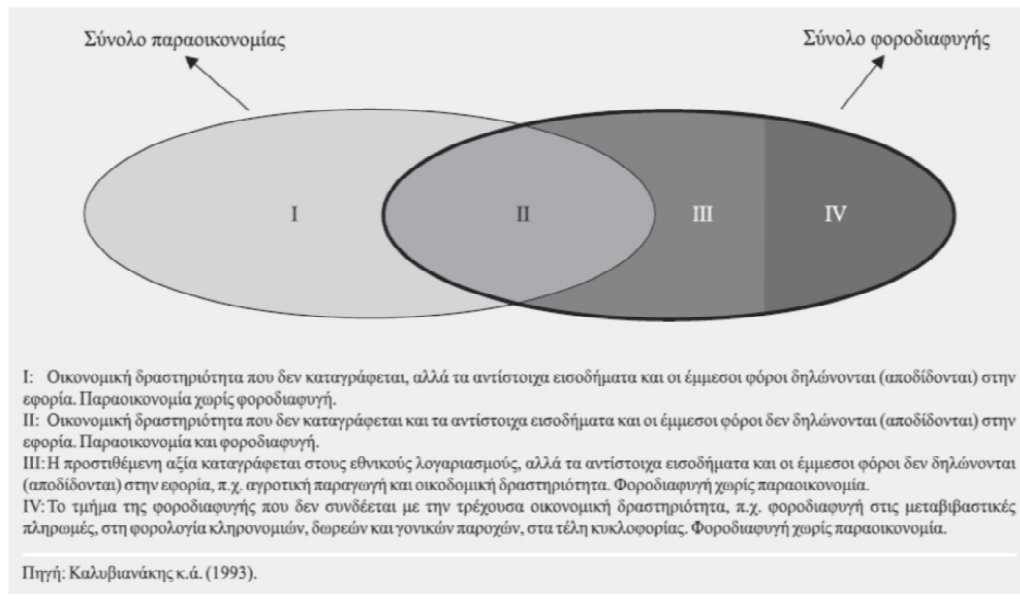 Σύνολο παραοικονομίας
Σύνολο φοροδιαφυγής
I
II
III
IV
I: Οικονομική δραστηριότητα που δεν καταγράφεται, αλλά τα αντίστοιχα εισοδήματα και οι έμμεσοι φόροι δηλώνονται (αποδίδονται) στην
εφορία. Παραοικονομία χωρίς φοροδιαφυγή.
II: Οικονομική δραστηριότητα που δεν καταγράφεται και τα αντίστοιχα εισοδήματα και οι έμμεσοι φόροι δεν δηλώνονται (αποδίδονται) στην
εφορία. Παραοικονομία και φοροδιαφυγή.
III: Η προστιθέμενη αξία καταγράφεται στους εθνικούς λογαριασμούς, αλλά τα αντίστοιχα εισοδήματα και οι έμμεσοι φόροι δεν δηλώνονται
(αποδίδονται) στην εφορία, π.χ. αγροτική παραγωγή και οικοδομική δραστηριότητα. Φοροδιαφυγή χωρίς παραοικονομία.
IV: Το τμήμα της φοροδιαφυγής που δεν συνδέεται με την τρέχουσα οικονομική δραστηριότητα, π.χ. φοροδιαφυγή στις μεταβιβαστικές
πληρωμές, στη φορολογία κληρονομιών, δωρεών και γονικών παροχών, στα τέλη κυκλοφορίας. Φοροδιαφυγή χωρίς παραοικονομία.
Πηγή: Καλυβιανάκης κ.ά. (1993).